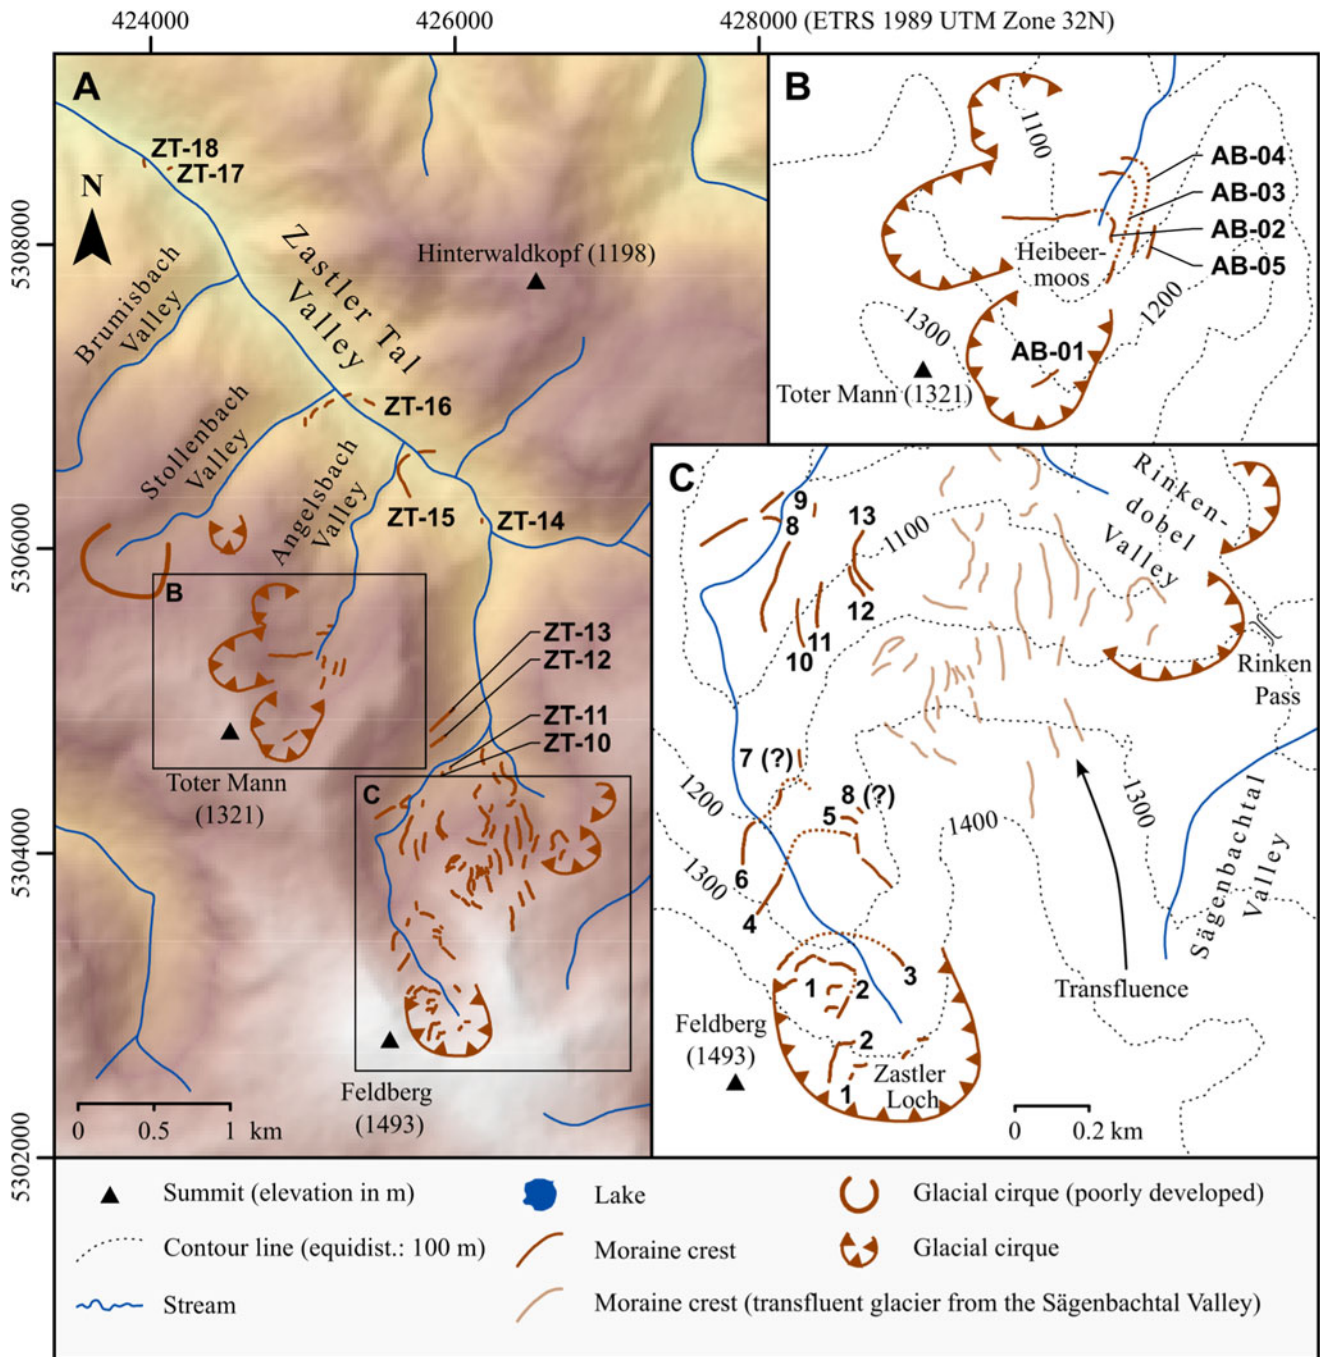 424000
426000
428000 (ETRS 1989 UTM Zone 32N)
5308000
5306000
5304000
5302000
A
N
ZT-18
ZT-17
Zastler Tal
Valley
Hinterwaldkopf (1198)
Brumisbach
Valley
Stollenbach
Valley
Angelsbach
Valley
ZT-16
ZT-15
ZT-14
B
ZT-13
ZT-12
ZT-11
ZT-10
Toter Mann
(1321)
C
Feldberg
(1493)
0 0.5 1 km
B
1100
AB-04
AB-03
AB-02
AB-05
Heibeer-
moos
1200
1300
AB-01
Toter Mann (1321)
C
9
8
13
1100
12
11
10
Rinken-
dobel
Valley
Rinken
Pass
7 (?)
8 (?)
5
1200
1400
1300
6
1300
4
Sägenbachtal
Valley
3
1
2
Transfluence
Feldberg
(1493)
2
1
Zastler
Loch
0 0.2 km
Summit (elevation in m)
Contour line (equidist.: 100 m)
Stream
Lake
Moraine crest
Moraine crest (transfluent glacier from the Sägenbachtal Valley)
Glacial cirque (poorly developed)
Glacial cirque